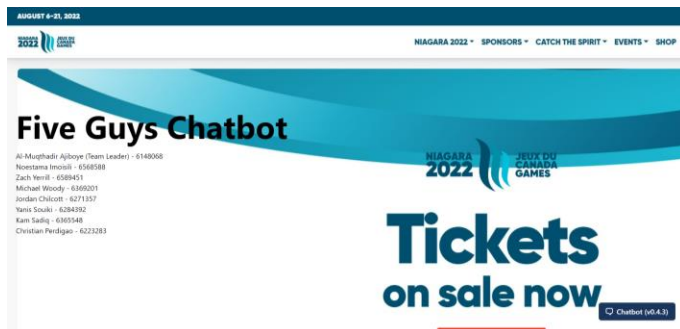 AUGUST 6-21, 2022
NIAGARA 2022 JEUX DU CANADA GAMES
NIAGARA 2022 SPONSORS CATCH THE SPIRIT EVENTS SHOP
Five Guys Chatbot
Al-Muqthadir Ajiboye (Team Leader) - 6148068
Noestama Imoisili - 6568588
Zach Yerrill - 6589451
Michael Woody - 6369201
Jordan Chilcott - 6271357
Yanis Souiki - 6284392
Kam Sadiq - 6365548
Christian Perdigao - 6223283
NIAGARA 2022 JEUX DU CANADA GAMES
Tickets
on sale now
Chatbot (v0.4.3)